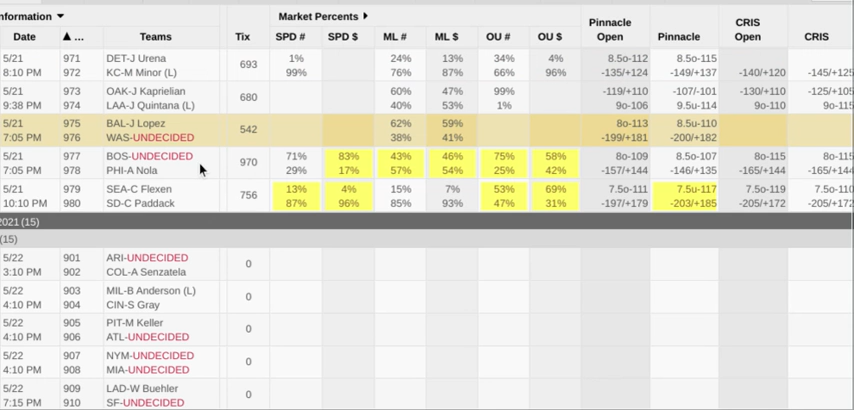 nformation Market Percents
Date ... Teams Tix SPD # SPD $ ML # ML $ OU # OU $ Pinnacle Open Pinnacle CRIS Open CRIS
5/21 971 DET-J Urena 693 1% 24% 13% 34% 4% 8.5o-112 8.5o-115
8:10 PM 972 KC-M Minor (L) 99% 76% 87% 66% 96% -135/+124 -149/+137 -140/+120 -145/+125
5/21 973 OAK-J Kaprielian 680 60% 47% 99% -119/+110 -107/-101 -130/+110 -125/+105
9:38 PM 974 LAA-J Quintana (L) 40% 53% 1% 9o-106 9.5u-114 9o-110 9o-115
5/21 975 BAL-J Lopez 542 62% 59% 8o-113 8.5u-110
7:05 PM 976 WAS-UNDECIDED 38% 41% -199/+181 -200/+182
5/21 977 BOS-UNDECIDED 970 71% 83% 43% 46% 75% 58% 8o-109 8.5o-107 8o-115 8o-115
7:05 PM 978 PHI-A Nola 29% 17% 57% 54% 25% 42% -157/+144 -146/+135 -165/+144 -165/+144
5/21 979 SEA-C Flexen 756 13% 4% 15% 7% 53% 69% 7.5o-111 7.5u-117 7.5o-119 7.5o-110
10:10 PM 980 SD-C Paddack 87% 96% 85% 93% 47% 31% -197/+179 -203/+185 -205/+172 -205/+172
2021 (15)
(15)
5/22 901 ARI-UNDECIDED 0
3:10 PM 902 COL-A Senzatela
5/22 903 MIL-B Anderson (L) 0
4:10 PM 904 CIN-S Gray
5/22 905 PIT-M Keller 0
4:10 PM 906 ATL-UNDECIDED
5/22 907 NYM-UNDECIDED 0
4:10 PM 908 MIA-UNDECIDED
5/22 909 LAD-W Buehler 0
7:15 PM 910 SF-UNDECIDED